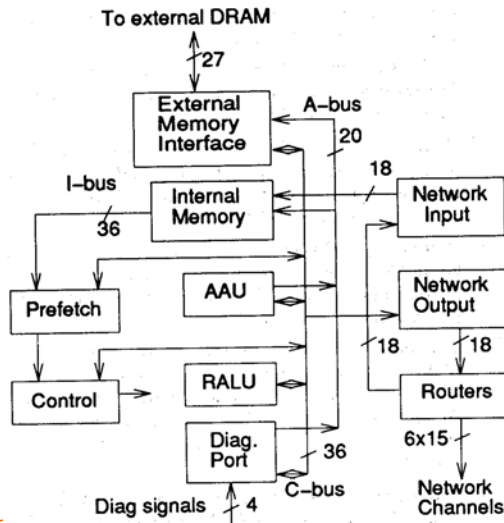 To external DRAM
27
External
Memory
Interface
A-bus
20
I-bus
36
Internal
Memory
18
Network
Input
Prefetch
AAU
Network
Output
18
18
Control
RALU
Routers
Diag.
Port
36
6x15
C-bus
Diag signals
4
Network
Channels